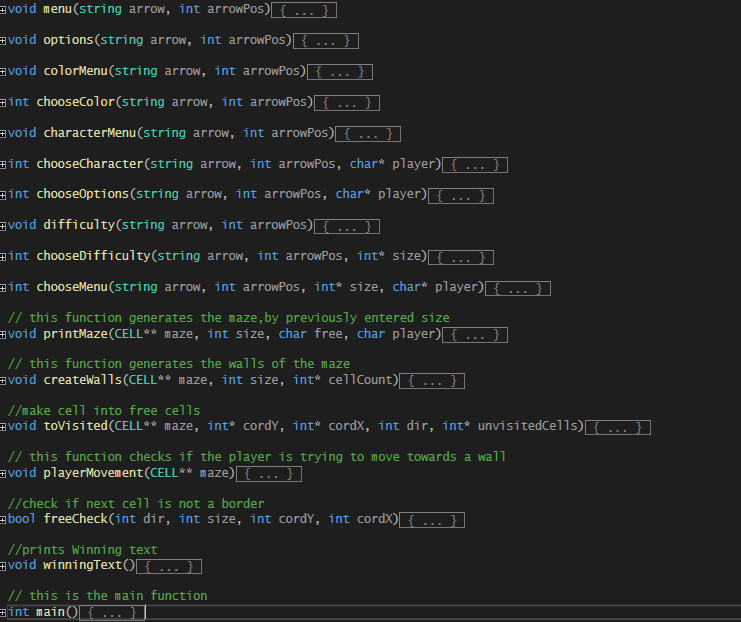 void menu(string arrow, int arrowPos){ ... }
void options(string arrow, int arrowPos){ ... }
void colorMenu(string arrow, int arrowPos){ ... }
int chooseColor(string arrow, int arrowPos){ ... }
void characterMenu(string arrow, int arrowPos){ ... }
int chooseCharacter(string arrow, int arrowPos, char* player){ ... }
int chooseOptions(string arrow, int arrowPos, char* player){ ... }
void difficulty(string arrow, int arrowPos){ ... }
int chooseDifficulty(string arrow, int arrowPos, int* size){ ... }
int chooseMenu(string arrow, int arrowPos, int* size, char* player){ ... }
// this function generates the maze,by previously entered size
void printMaze(CELL** maze, int size, char free, char player){ ... }
// this function generates the walls of the maze
void createWalls(CELL** maze, int size, int* cellCount){ ... }
//make cell into free cells
void toVisited(CELL** maze, int* cordY, int* cordX, int dir, int* unvisitedCells){ ... }
// this function checks if the player is trying to move towards a wall
void playerMovement(CELL** maze){ ... }
//check if next cell is not a border
bool freeCheck(int dir, int size, int cordY, int cordX){ ... }
//prints Winning text
void winningText(){ ... }
// this is the main function
int main(){ ... }